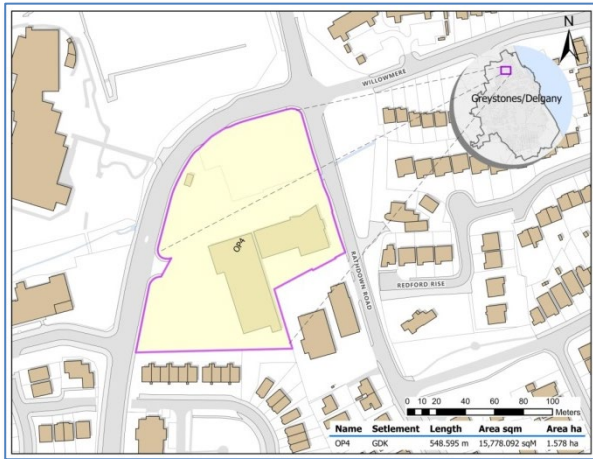 N
WILLOWMERE
Greystones/Delgany
OP4
RATHDOWN ROAD
REDFORD RISE
0 10 20 40 60 80 100
Meters
Name Setlement Length Area sqm Area ha
OP4 GDK 548.595 m 15,778.092 sqM 1.578 ha